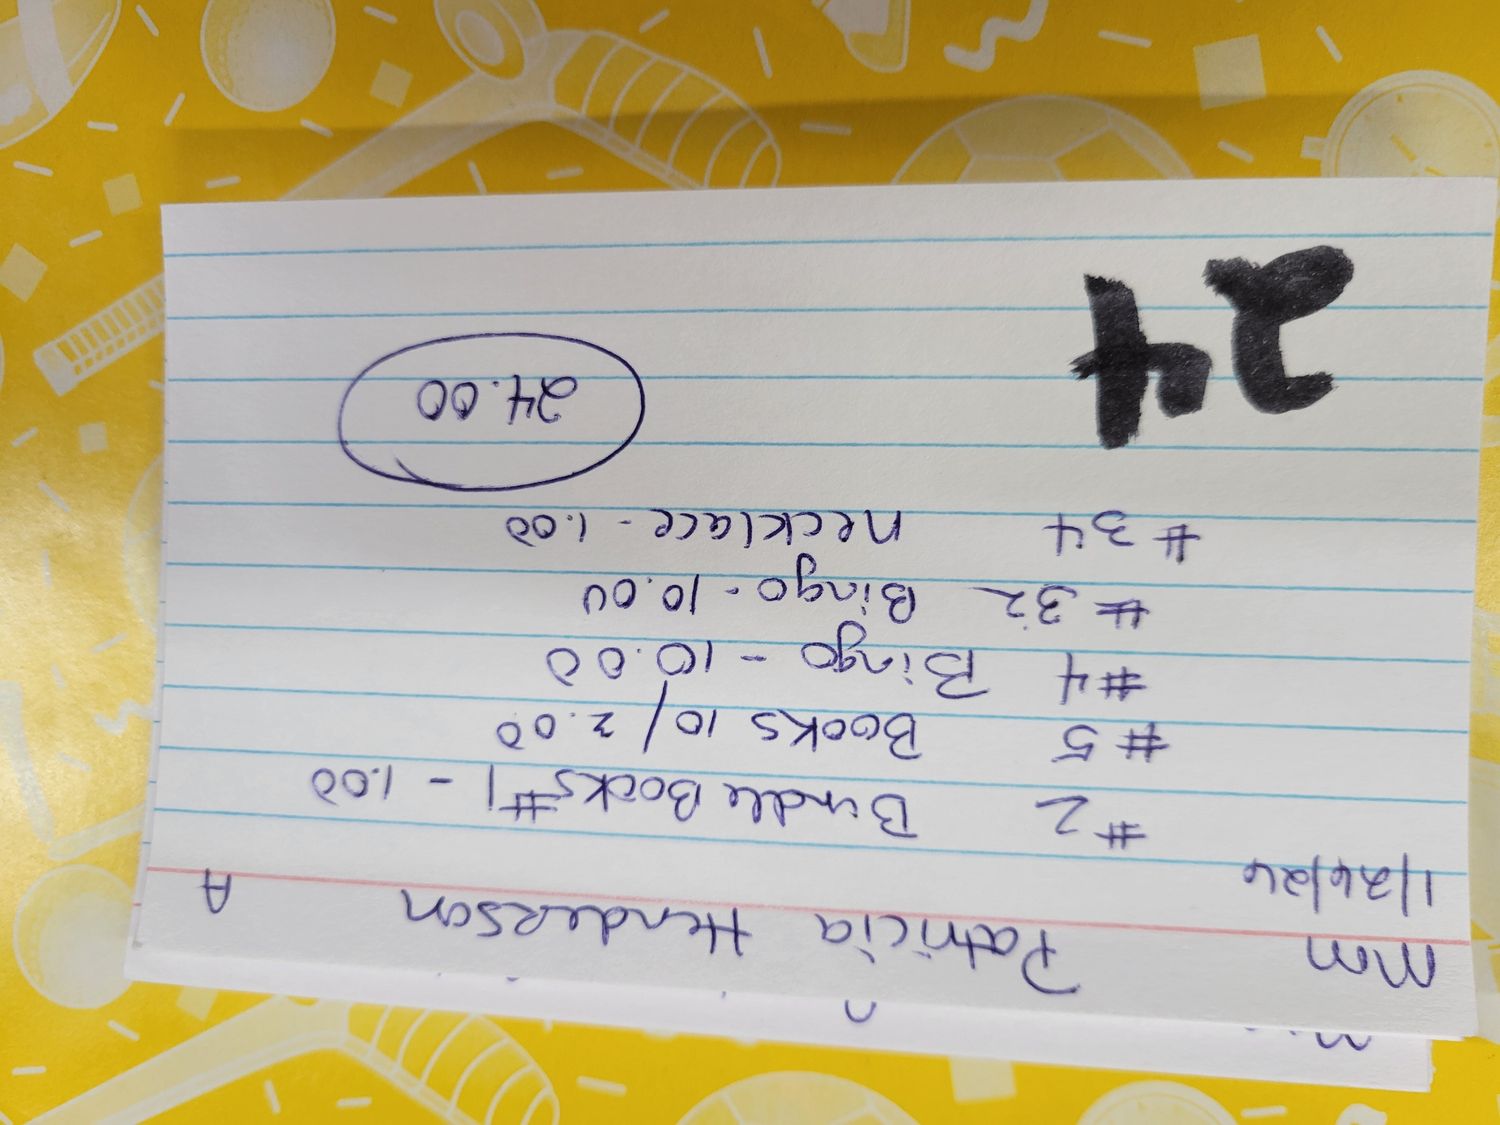 MM Patricia Henderson A
1/26/26
#2 Bindle Books #1 - 1.00
#5 Books 10/2.00
#4 Bingo - 10.00
#32 Bingo - 10.00
#34 Necklace - 1.00
24.00
24